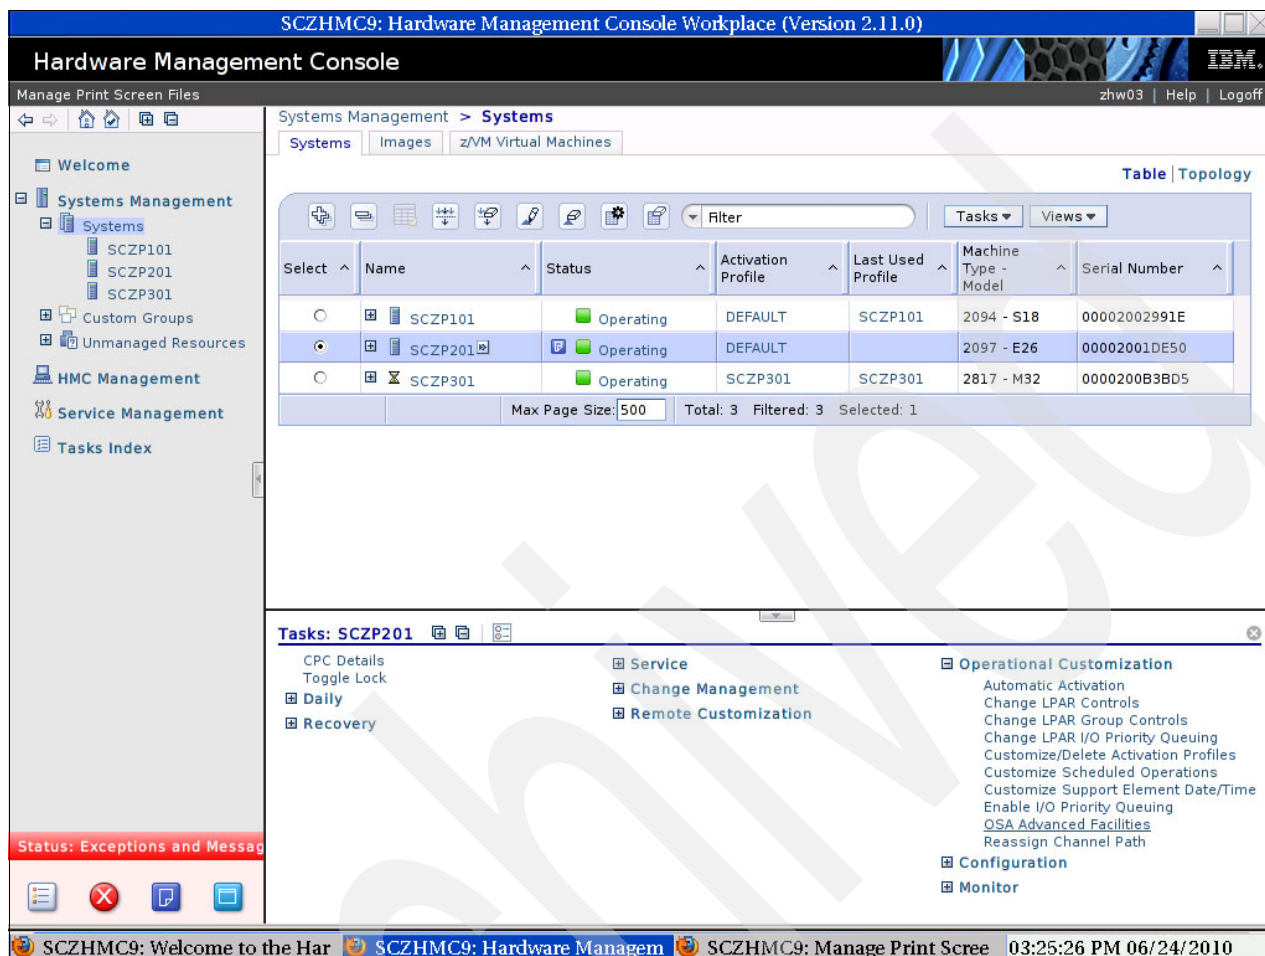 SCZHMC9: Hardware Management Console Workplace (Version 2.11.0)
Hardware Management Console
IBM.
Manage Print Screen Files
zhw03 | Help | Logoff
Systems Management > Systems
Systems Images z/VM Virtual Machines
Table | Topology
Welcome
Systems Management
Systems
SCZP101
SCZP201
SCZP301
Custom Groups
Unmanaged Resources
HMC Management
Service Management
Tasks Index
Filter Tasks Views
Select Name Status Activation Profile Last Used Profile Machine Type - Model Serial Number
SCZP101 Operating DEFAULT SCZP101 2094 - S18 00002002991E
SCZP201 Operating DEFAULT 2097 - E26 00002001DE50
SCZP301 Operating SCZP301 SCZP301 2817 - M32 0000200B3BD5
Max Page Size: 500 Total: 3 Filtered: 3 Selected: 1
Tasks: SCZP201
CPC Details
Toggle Lock
Daily
Recovery
Service
Change Management
Remote Customization
Operational Customization
Automatic Activation
Change LPAR Controls
Change LPAR Group Controls
Change LPAR I/O Priority Queuing
Customize/Delete Activation Profiles
Customize Scheduled Operations
Customize Support Element Date/Time
Enable I/O Priority Queuing
OSA Advanced Facilities
Reassign Channel Path
Configuration
Monitor
Status: Exceptions and Messag
SCZHMC9: Welcome to the Har SCZHMC9: Hardware Managem SCZHMC9: Manage Print Scree 03:25:26 PM 06/24/2010